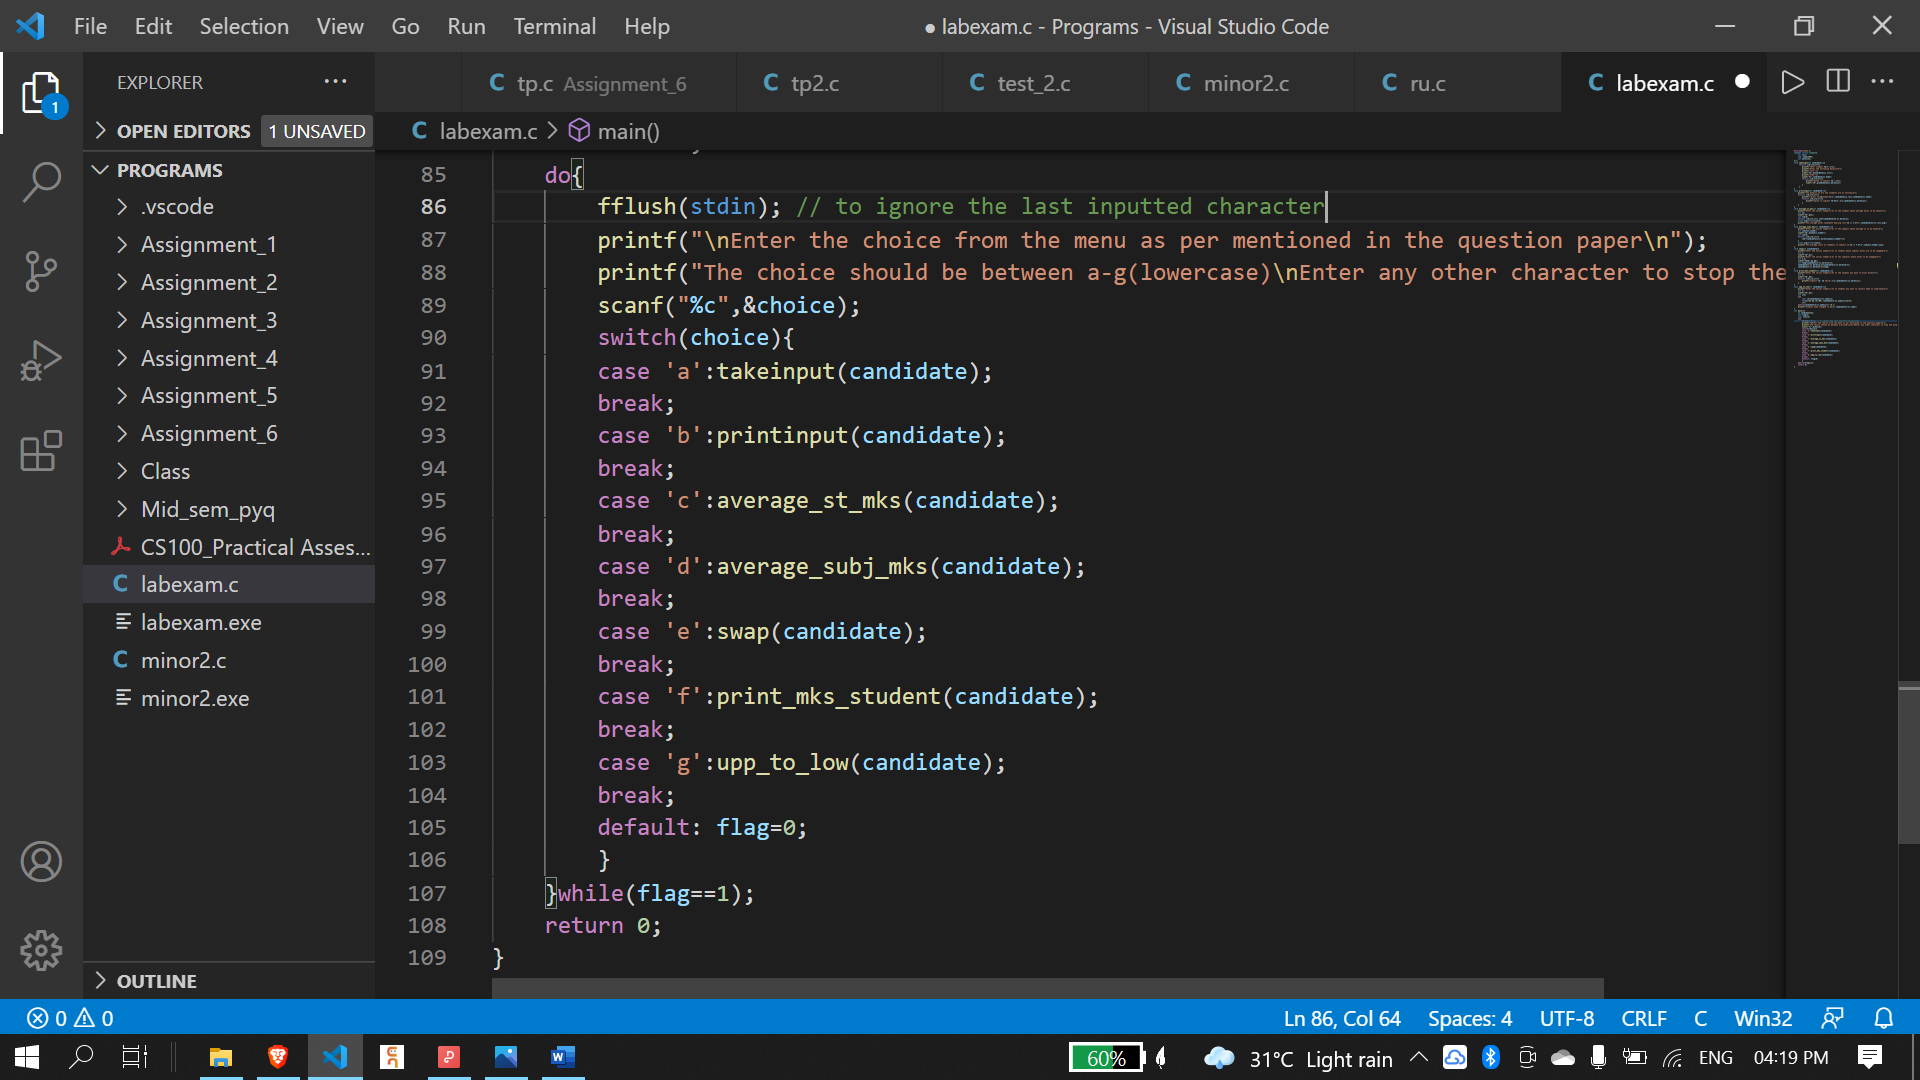 File Edit Selection View Go Run Terminal Help
● labexam.c - Programs - Visual Studio Code
EXPLORER
tp.c Assignment_6
tp2.c
test_2.c
minor2.c
ru.c
labexam.c
1
OPEN EDITORS 1 UNSAVED
labexam.c > main()
PROGRAMS
.vscode
Assignment_1
Assignment_2
Assignment_3
Assignment_4
Assignment_5
Assignment_6
Class
Mid_sem_pyq
CS100_Practical Asses...
C labexam.c
labexam.exe
C minor2.c
minor2.exe
OUTLINE
85 do{
86 fflush(stdin); // to ignore the last inputted character
87 printf("\nEnter the choice from the menu as per mentioned in the question paper\n");
88 printf("The choice should be between a-g(lowercase)\nEnter any other character to stop the
89 scanf("%c",&choice);
90 switch(choice){
91 case 'a':takeinput(candidate);
92 break;
93 case 'b':printinput(candidate);
94 break;
95 case 'c':average_st_mks(candidate);
96 break;
97 case 'd':average_subj_mks(candidate);
98 break;
99 case 'e':swap(candidate);
100 break;
101 case 'f':print_mks_student(candidate);
102 break;
103 case 'g':upp_to_low(candidate);
104 break;
105 default: flag=0;
106 }
107 }while(flag==1);
108 return 0;
109 }
0 0
Ln 86, Col 64 Spaces: 4 UTF-8 CRLF C Win32
60% 31°C Light rain ENG 04:19 PM